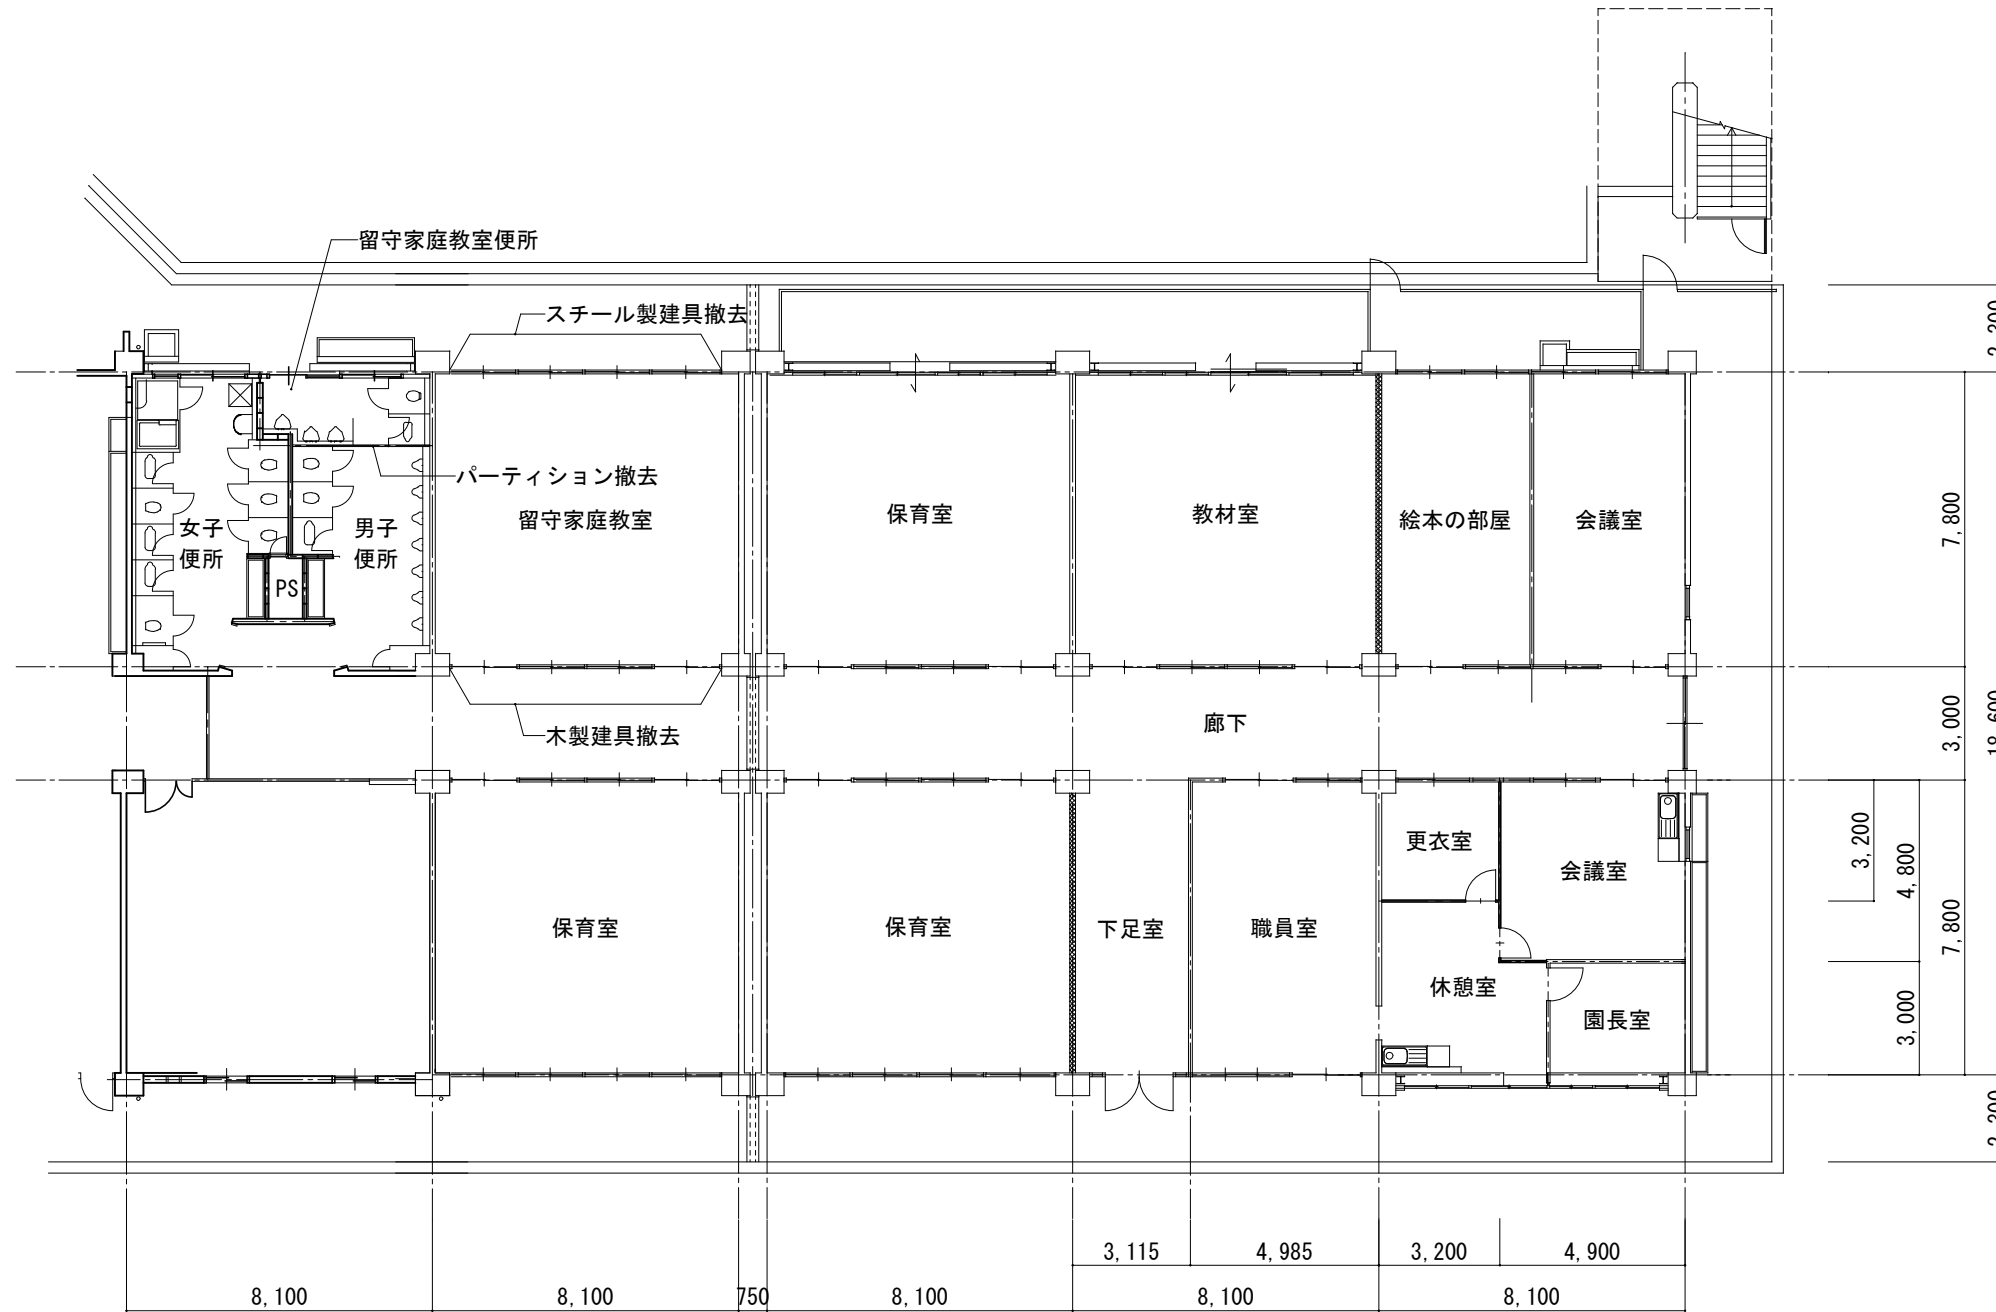 留守家庭教室便所
スチール製建具撤去
パーティション撤去
留守家庭教室
保育室
教材室
絵本の部屋
会議室
女子
便所
男子
便所
PS
7,800
廊下
木製建具撤去
3,000
更衣室
会議室
3,200
4,800
7,800
保育室
保育室
下足室
職員室
休憩室
園長室
3,000
3,115
4,985
3,200
4,900
8,100
8,100
750
8,100
8,100
8,100